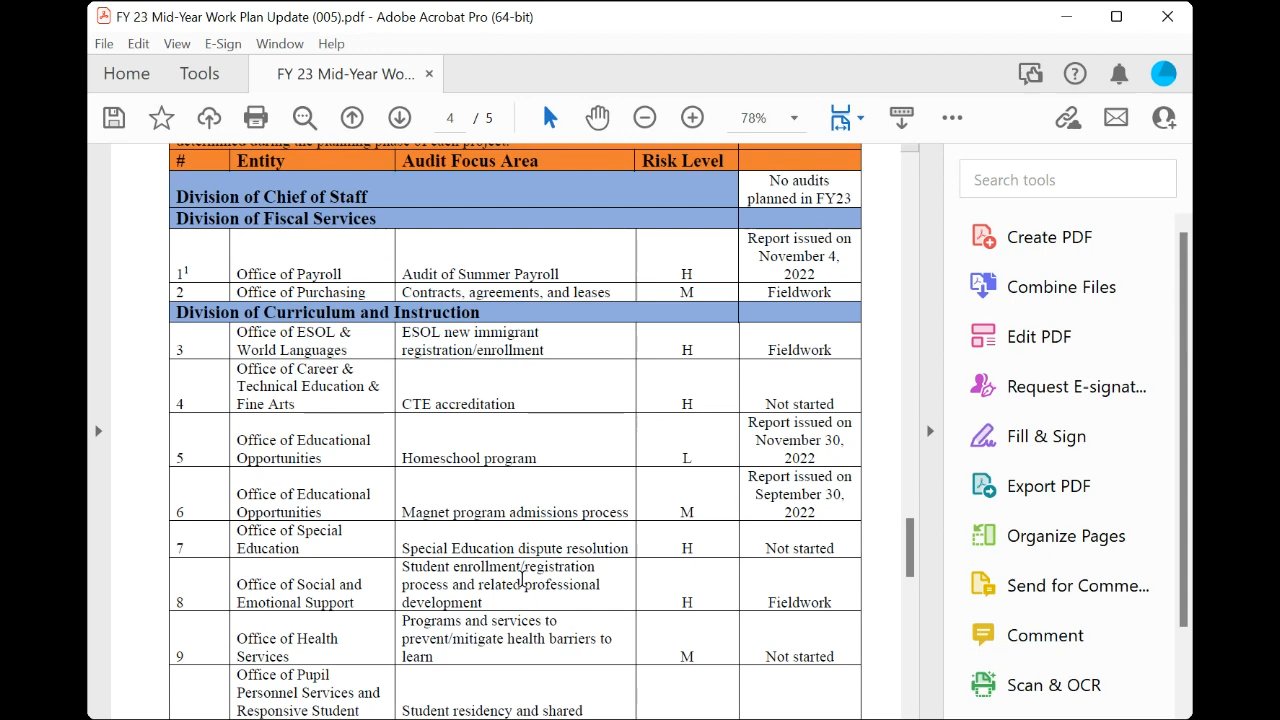 FY 23 Mid-Year Work Plan Update (005).pdf - Adobe Acrobat Pro (64-bit)
File Edit View E-Sign Window Help
Home Tools FY 23 Mid-Year Wo... ×
4 / 5 78%
determined during the planning phase of each project.
# Entity Audit Focus Area Risk Level
Division of Chief of Staff
No audits
planned in FY23
Division of Fiscal Services
1¹ Office of Payroll Audit of Summer Payroll H
Report issued on
November 4,
2022
2 Office of Purchasing Contracts, agreements, and leases M Fieldwork
Division of Curriculum and Instruction
3
Office of ESOL &
World Languages
ESOL new immigrant
registration/enrollment
H Fieldwork
4
Office of Career &
Technical Education &
Fine Arts
CTE accreditation H Not started
5
Office of Educational
Opportunities
Homeschool program L
Report issued on
November 30,
2022
6
Office of Educational
Opportunities
Magnet program admissions process M
Report issued on
September 30,
2022
7
Office of Special
Education
Special Education dispute resolution H Not started
8
Office of Social and
Emotional Support
Student enrollment/registration
process and related professional
development
H Fieldwork
9
Office of Health
Services
Programs and services to
prevent/mitigate health barriers to
learn
M Not started
Office of Pupil
Personnel Services and
Responsive Student
Student residency and shared
Search tools
Create PDF
Combine Files
Edit PDF
Request E-signat...
Fill & Sign
Export PDF
Organize Pages
Send for Comme...
Comment
Scan & OCR